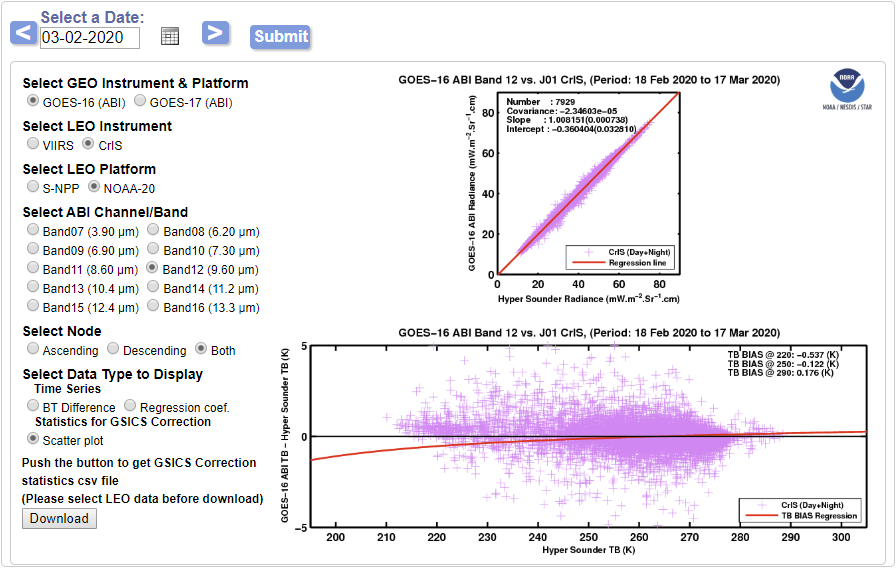 Select a Date:
<
03-02-2020
>
Submit
Select GEO Instrument & Platform
GOES-16 (ABI) GOES-17 (ABI)
Select LEO Instrument
VIIRS CrIS
Select LEO Platform
S-NPP NOAA-20
Select ABI Channel/Band
Band07 (3.90 µm) Band08 (6.20 µm)
Band09 (6.90 µm) Band10 (7.30 µm)
Band11 (8.60 µm) Band12 (9.60 µm)
Band13 (10.4 µm) Band14 (11.2 µm)
Band15 (12.4 µm) Band16 (13.3 µm)
Select Node
Ascending Descending Both
Select Data Type to Display
Time Series
BT Difference Regression coef.
Statistics for GSICS Correction
Scatter plot
Push the button to get GSICS Correction
statistics csv file
(Please select LEO data before download)
Download
GOES−16 ABI Band 12 vs. J01 CrIS, (Period: 18 Feb 2020 to 17 Mar 2020)
NOAA
NOAA / NESDIS / STAR
GOES−16 ABI Radiance (mW.m−2.Sr−1.cm)
80
60
40
20
0
Number : 7929
Covariance: −2.34603e−05
Slope : 1.008151(0.000738)
Intercept : −0.360404(0.032810)
CrIS (Day+Night)
Regression line
0 20 40 60 80
Hyper Sounder Radiance (mW.m−2.Sr−1.cm)
GOES−16 ABI Band 12 vs. J01 CrIS, (Period: 18 Feb 2020 to 17 Mar 2020)
GOES−16 ABI TB − Hyper Sounder TB (K)
5
0
−5
TB BIAS @ 220: −0.537 (K)
TB BIAS @ 250: −0.122 (K)
TB BIAS @ 290: 0.176 (K)
CrIS (Day+Night)
TB BIAS Regression
200 210 220 230 240 250 260 270 280 290 300
Hyper Sounder TB (K)